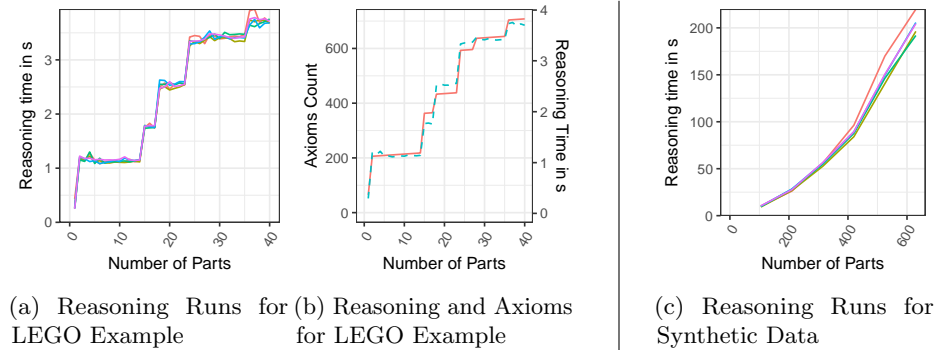 Reasoning time in s
3
2
1
0
0
10
20
30
40
Number of Parts
(a) Reasoning Runs for
LEGO Example
Axioms Count
600
400
200
0
4
3
2
1
0
Reasoning Time in s
0
10
20
30
40
Number of Parts
(b) Reasoning and Axioms
for LEGO Example
Reasoning time in s
200
150
100
50
0
0
200
400
600
Number of Parts
(c) Reasoning Runs for
Synthetic Data